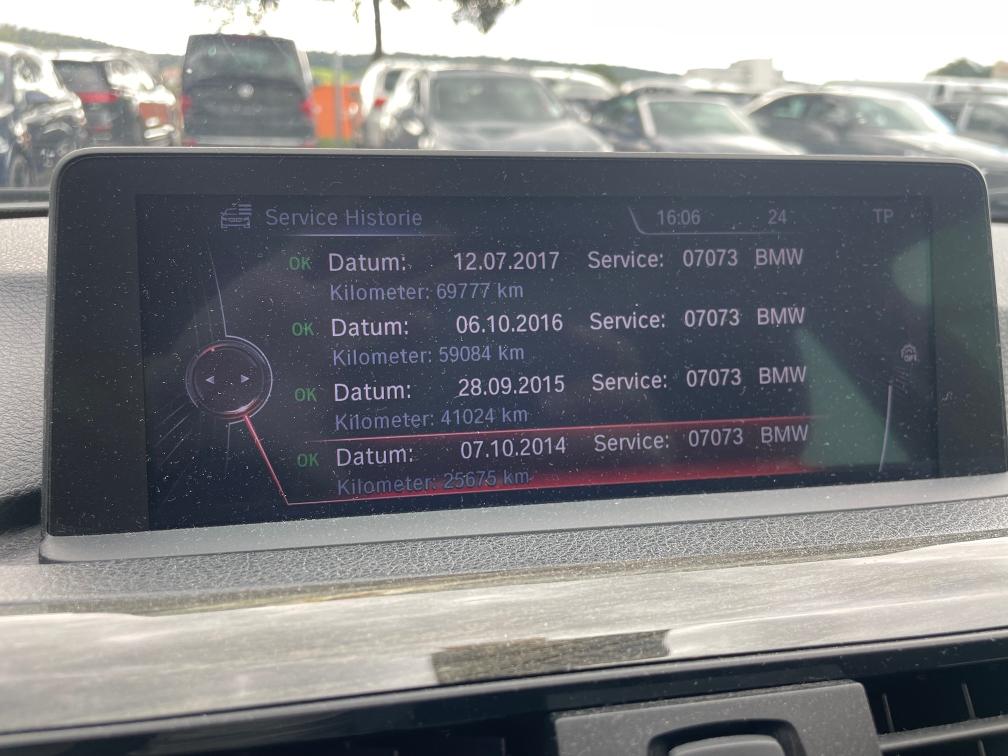 Service Historie 16:06 24 TP
OK Datum: 12.07.2017 Service: 07073 BMW
Kilometer: 69777 km
OK Datum: 06.10.2016 Service: 07073 BMW
Kilometer: 59084 km
OK Datum: 28.09.2015 Service: 07073 BMW
Kilometer: 41024 km
OK Datum: 07.10.2014 Service: 07073 BMW
Kilometer: 25675 km